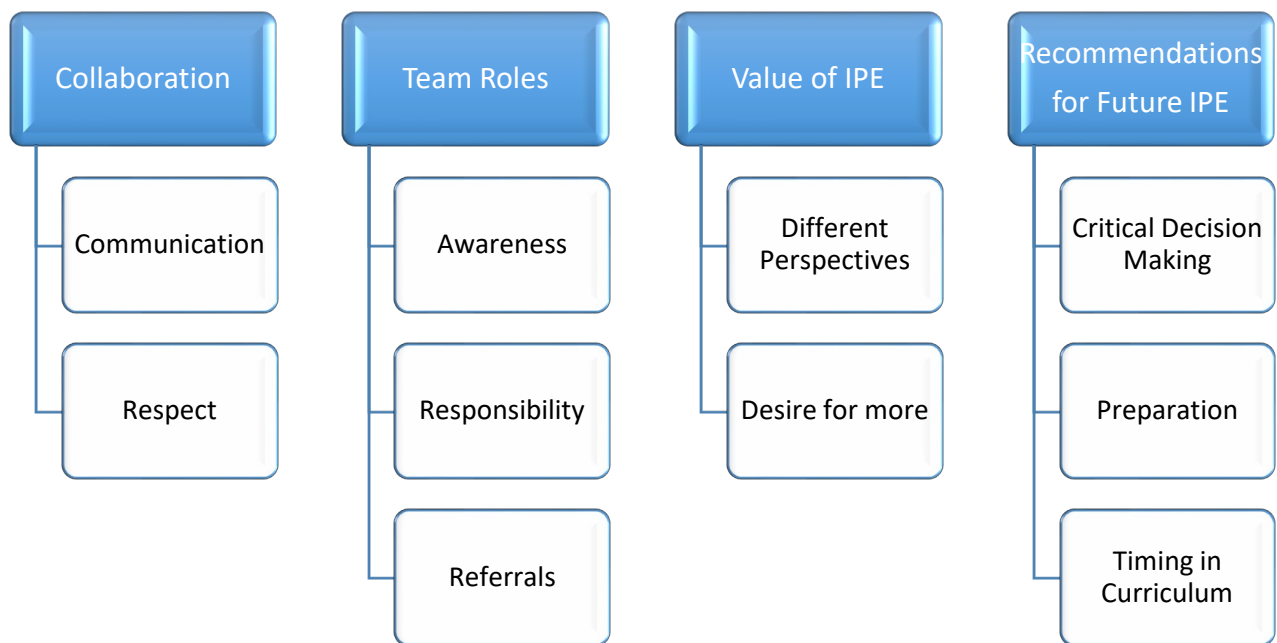 Collaboration
Communication
Respect
Team Roles
Awareness
Responsibility
Referrals
Value of IPE
Different
Perspectives
Desire for more
Recommendations
for Future IPE
Critical Decision
Making
Preparation
Timing in
Curriculum